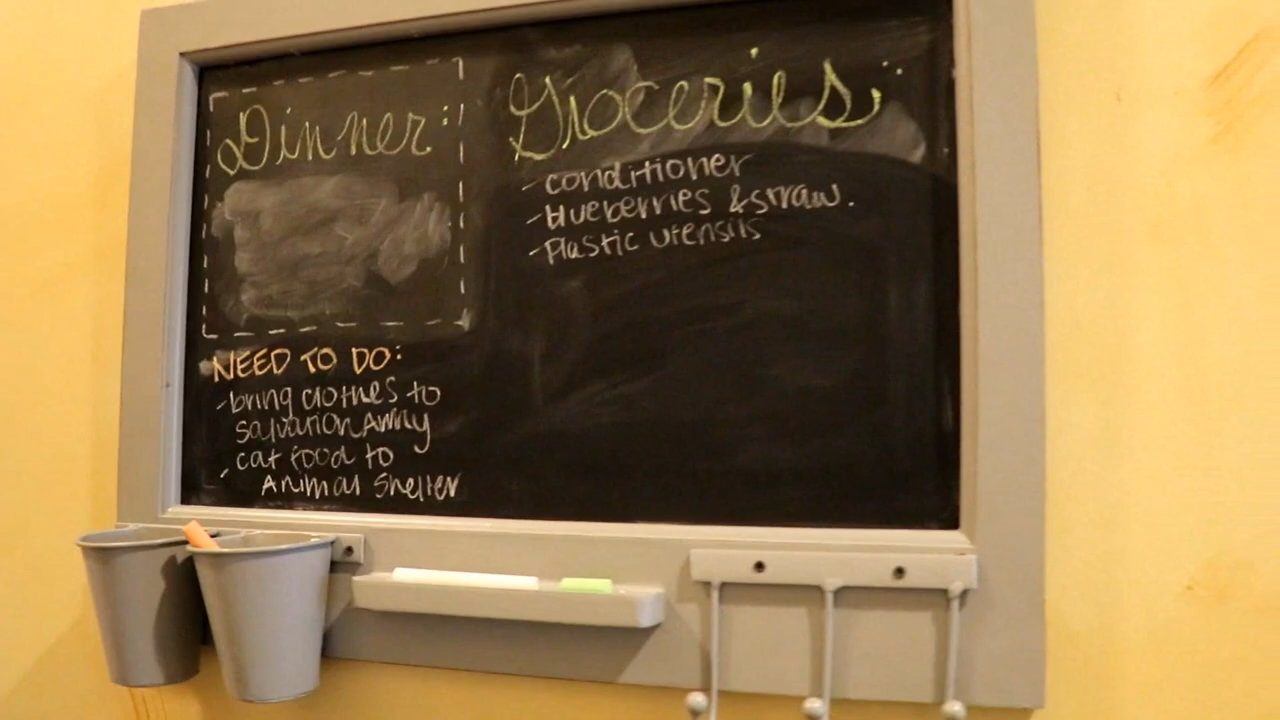 Dinner:
Groceries:
-conditioner
-blueberries & straw.
-Plastic utensils
NEED TO DO:
-bring clothes to
salvation Army
- cat food to
Animal Shelter